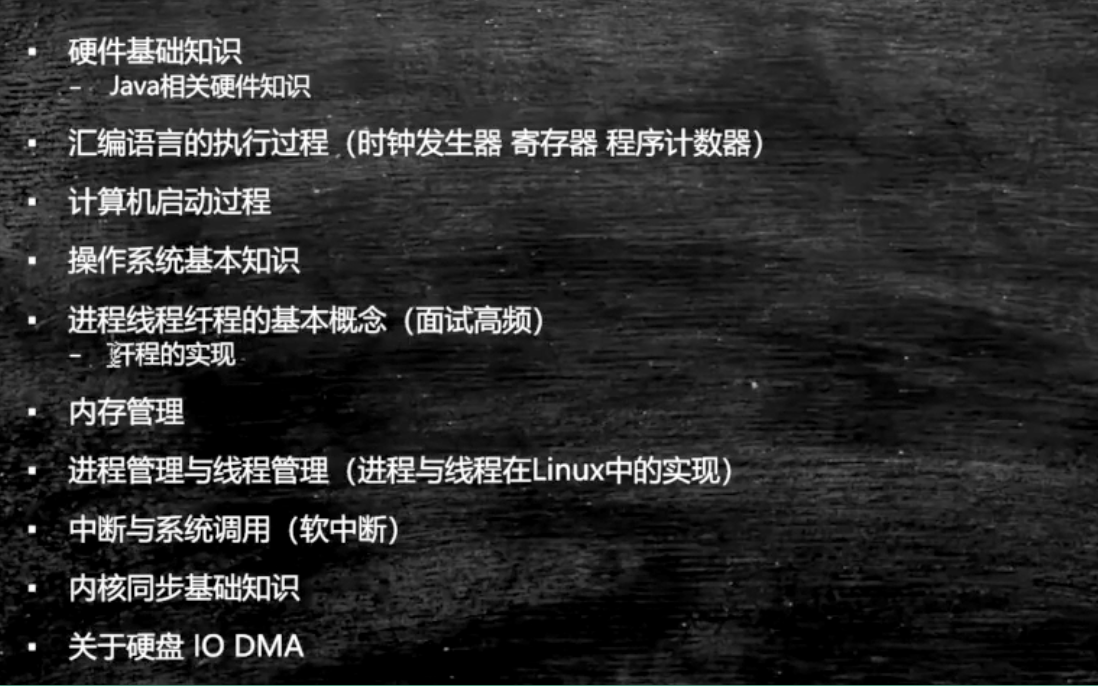 ▪ 硬件基础知识
– Java相关硬件知识
▪ 汇编语言的执行过程（时钟发生器 寄存器 程序计数器）
▪ 计算机启动过程
▪ 操作系统基本知识
▪ 进程线程纤程的基本概念（面试高频）
– 纤程的实现
▪ 内存管理
▪ 进程管理与线程管理（进程与线程在Linux中的实现）
▪ 中断与系统调用（软中断）
▪ 内核同步基础知识
▪ 关于硬盘 IO DMA